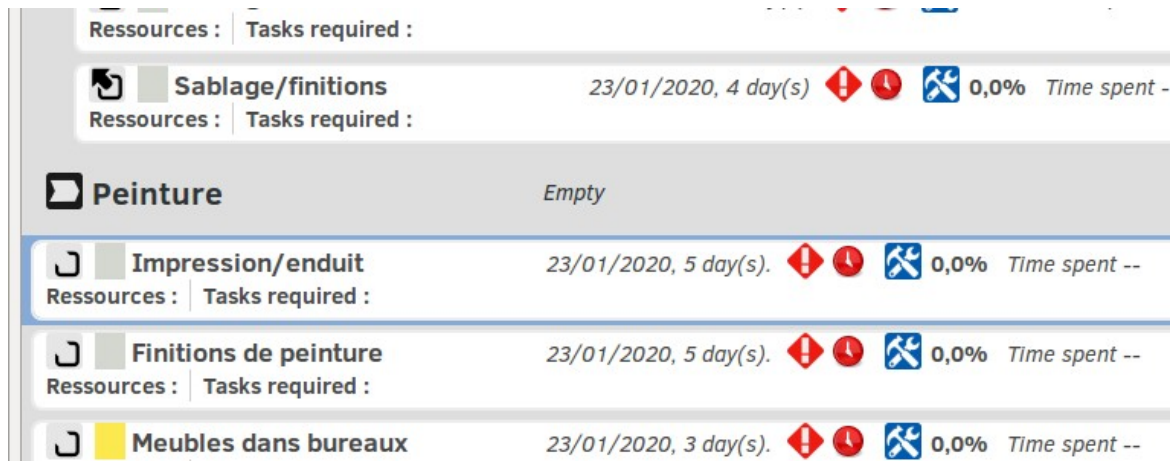 Ressources : Tasks required :
Sablage/finitions 23/01/2020, 4 day(s) 0,0% Time spent -
Ressources : Tasks required :
Peinture Empty
Impression/enduit 23/01/2020, 5 day(s). 0,0% Time spent --
Ressources : Tasks required :
Finitions de peinture 23/01/2020, 5 day(s). 0,0% Time spent --
Ressources : Tasks required :
Meubles dans bureaux 23/01/2020, 3 day(s). 0,0% Time spent --